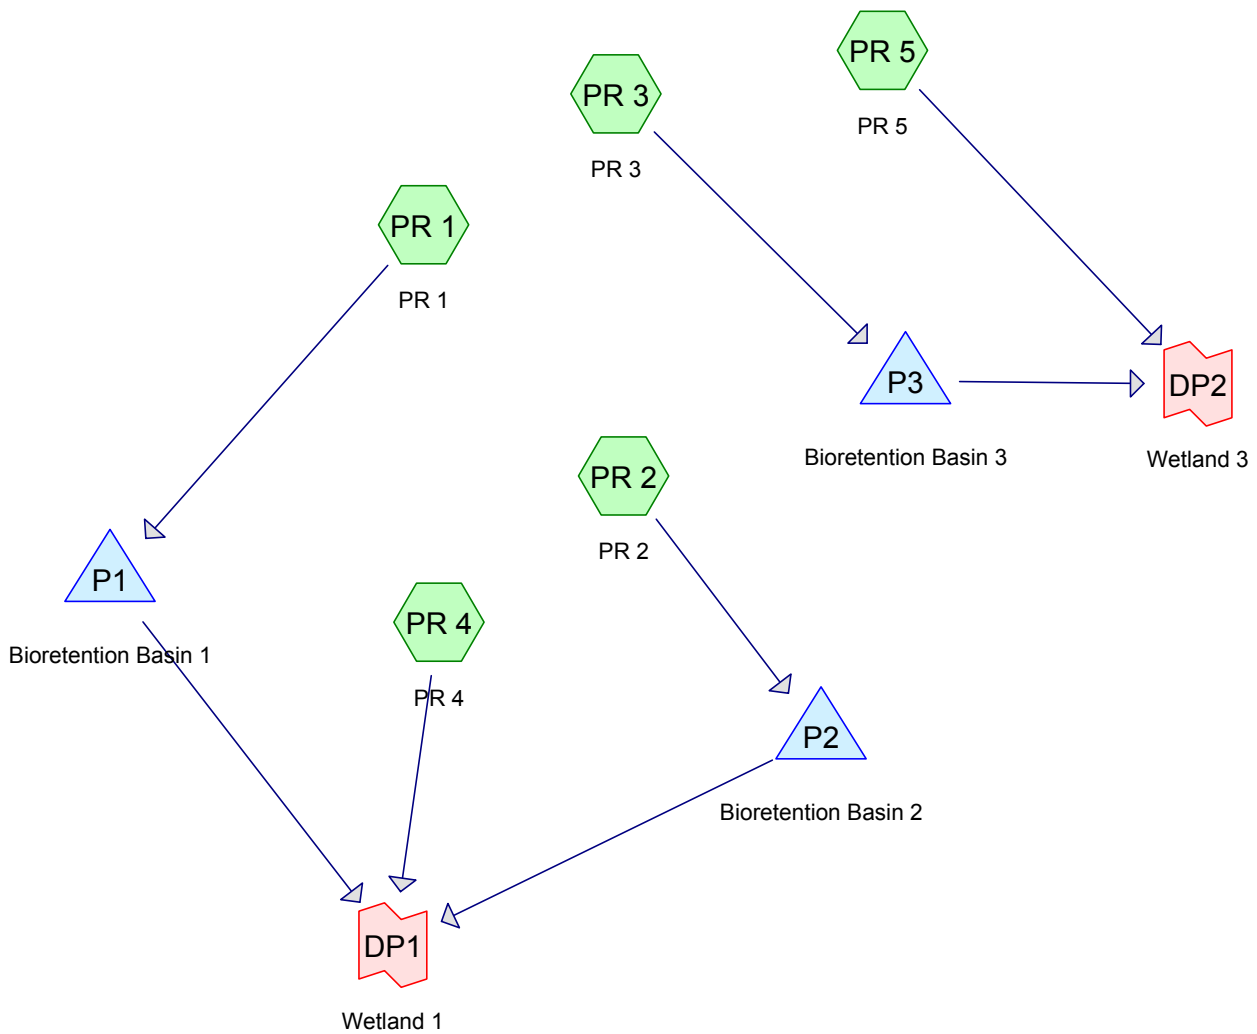 PR 5
PR 5
PR 3
PR 3
PR 1
PR 1
P3
Bioretention Basin 3
DP2
Wetland 3
PR 2
PR 2
P1
Bioretention Basin 1
PR 4
PR 4
P2
Bioretention Basin 2
DP1
Wetland 1